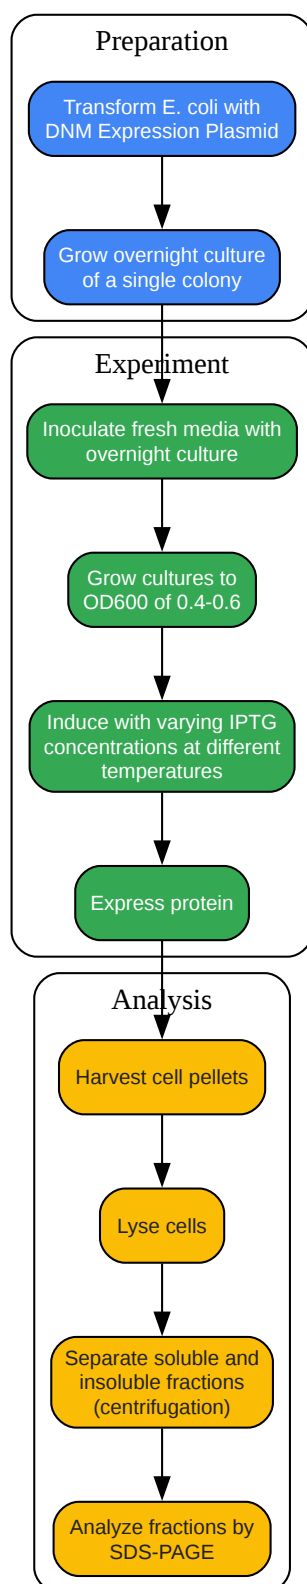 Preparation
Transform E. coli with
DNM Expression Plasmid
Grow overnight culture
of a single colony
Experiment
Inoculate fresh media with
overnight culture
Grow cultures to
OD600 of 0.4-0.6
Induce with varying IPTG
concentrations at different
temperatures
Express protein
Analysis
Harvest cell pellets
Lyse cells
Separate soluble and
insoluble fractions
(centrifugation)
Analyze fractions by
SDS-PAGE